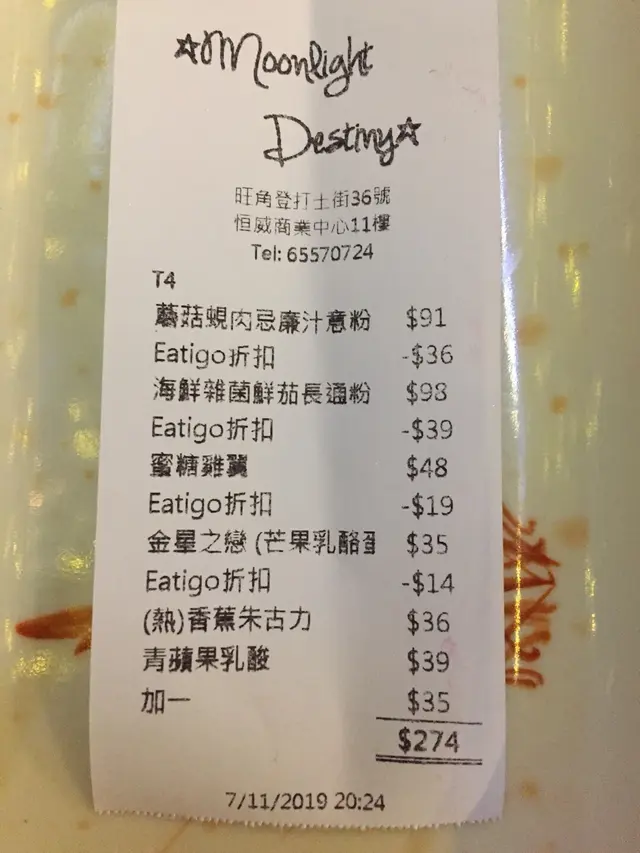 ☆Moonlight
Destiny☆
旺角登打士街36號
恒威商業中心11樓
Tel: 65570724
T4
蘑菇蜆肉忌廉汁意粉 $91
Eatigo折扣 -$36
海鮮雜菌鮮茄長通粉 $98
Eatigo折扣 -$39
蜜糖雞翼 $48
Eatigo折扣 -$19
金星之戀 (芒果乳酪蛋 $35
Eatigo折扣 -$14
(熱)香蕉朱古力 $36
青蘋果乳酸 $39
加一 $35
$274
7/11/2019 20:24